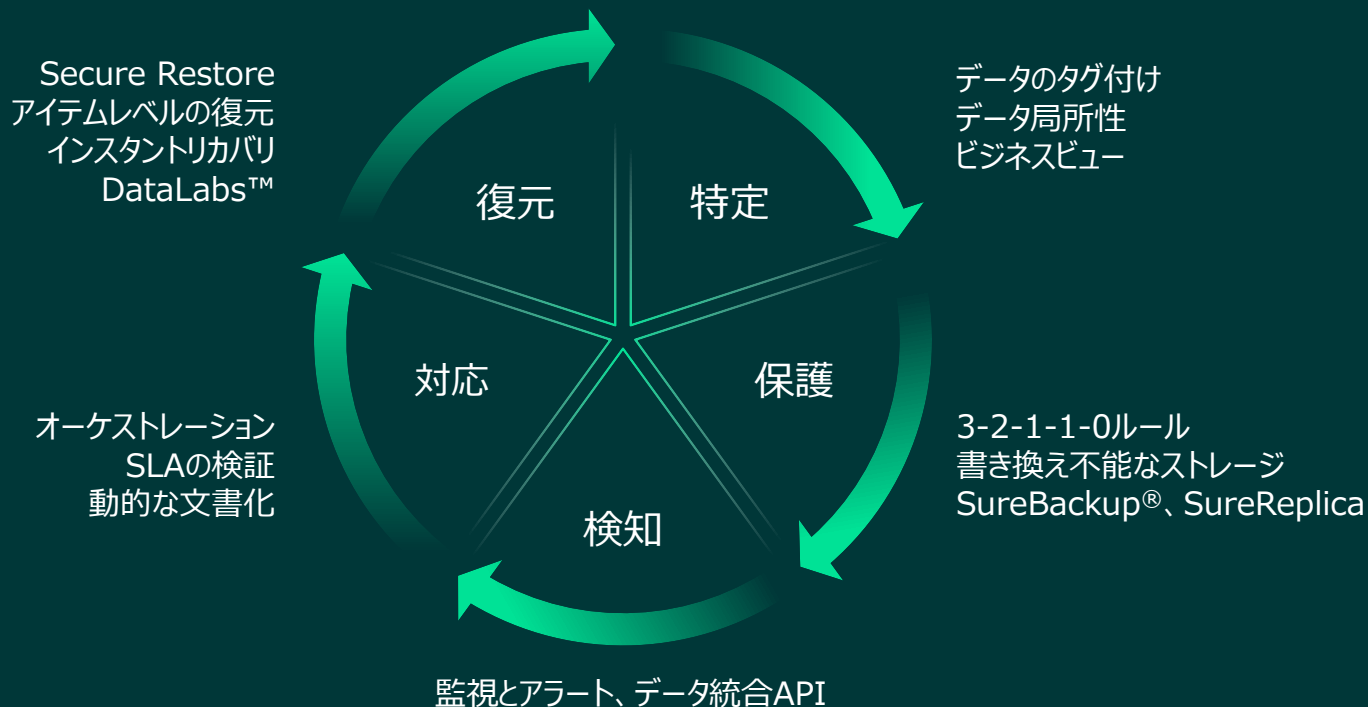 Secure Restore
アイテムレベルの復元
インスタントリカバリ
DataLabs™
データのタグ付け
データ局所性
ビジネスビュー
復元
特定
対応
保護
検知
オーケストレーション
SLAの検証
動的な文書化
3-2-1-1-0ルール
書き換え不能なストレージ
SureBackup®、SureReplica
監視とアラート、データ統合API